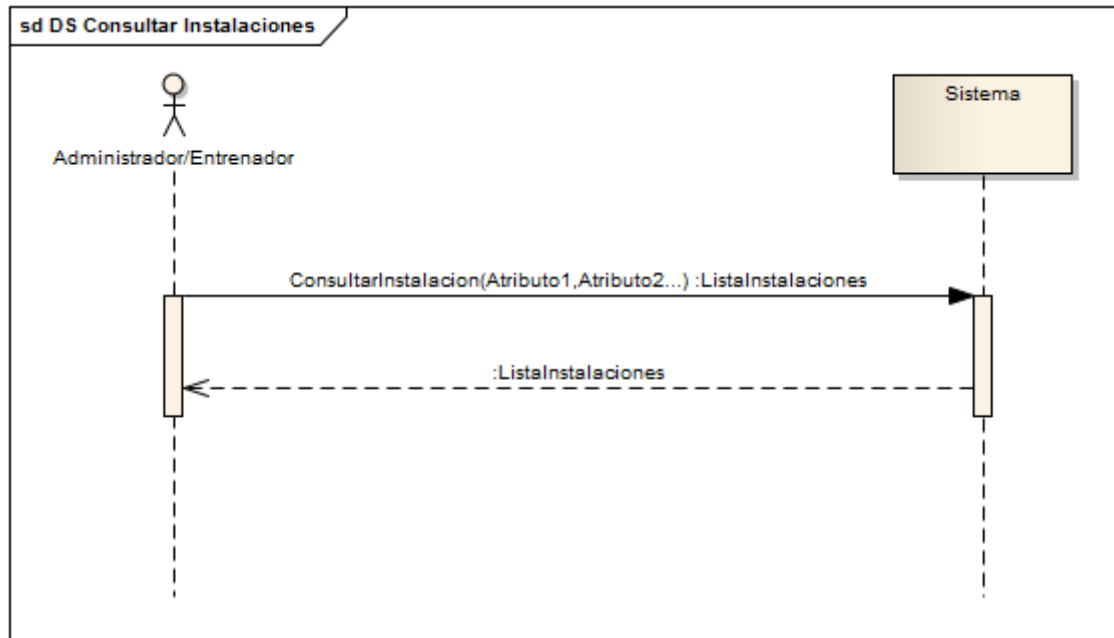 sd DS Consultar Instalaciones
Sistema
Administrador/Entrenador
ConsultarInstalacion(Atributo1,Atributo2...) :ListaInstalaciones
:ListaInstalaciones